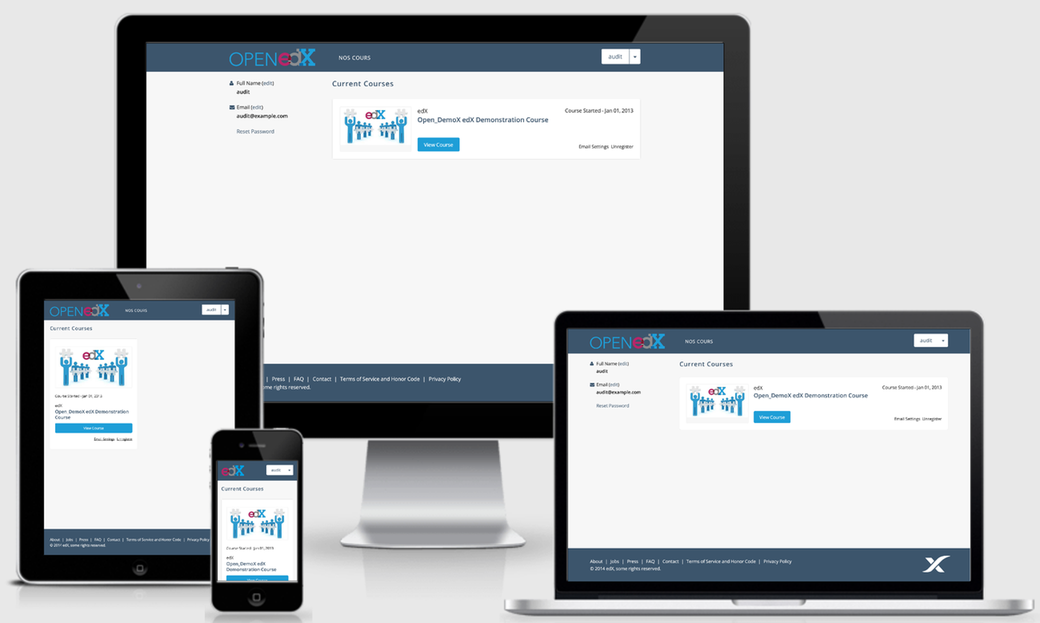 OPEN edX
NOS COURS
audit
Full Name (edit)
audit
Email (edit)
audit@example.com
Reset Password
Current Courses
edX
edX
Open_DemoX edX Demonstration Course
Course Started - Jan 01, 2013
View Course
Email Settings Unregister
| Press | FAQ | Contact | Terms of Service and Honor Code | Privacy Policy
me rights reserved.
OPEN edX
NOS COURS
audit
Current Courses
edX
Course Started - Jan 01, 2013
edX
Open_DemoX edX Demonstration
Course
View Course
Email Settings Unregister
About | Jobs | Press | FAQ | Contact | Terms of Service and Honor Code | Privacy Policy
© 2014 edX, some rights reserved.
edX
audit
Current Courses
edX
Course Started - Jan 01, 2013
edX
Open_DemoX edX
Demonstration Course
View Course
OPEN edX
NOS COURS
audit
Full Name (edit)
audit
Email (edit)
audit@example.com
Reset Password
Current Courses
edX
edX
Open_DemoX edX Demonstration Course
Course Started - Jan 01, 2013
View Course
Email Settings Unregister
About | Jobs | Press | FAQ | Contact | Terms of Service and Honor Code | Privacy Policy
© 2014 edX, some rights reserved.
X